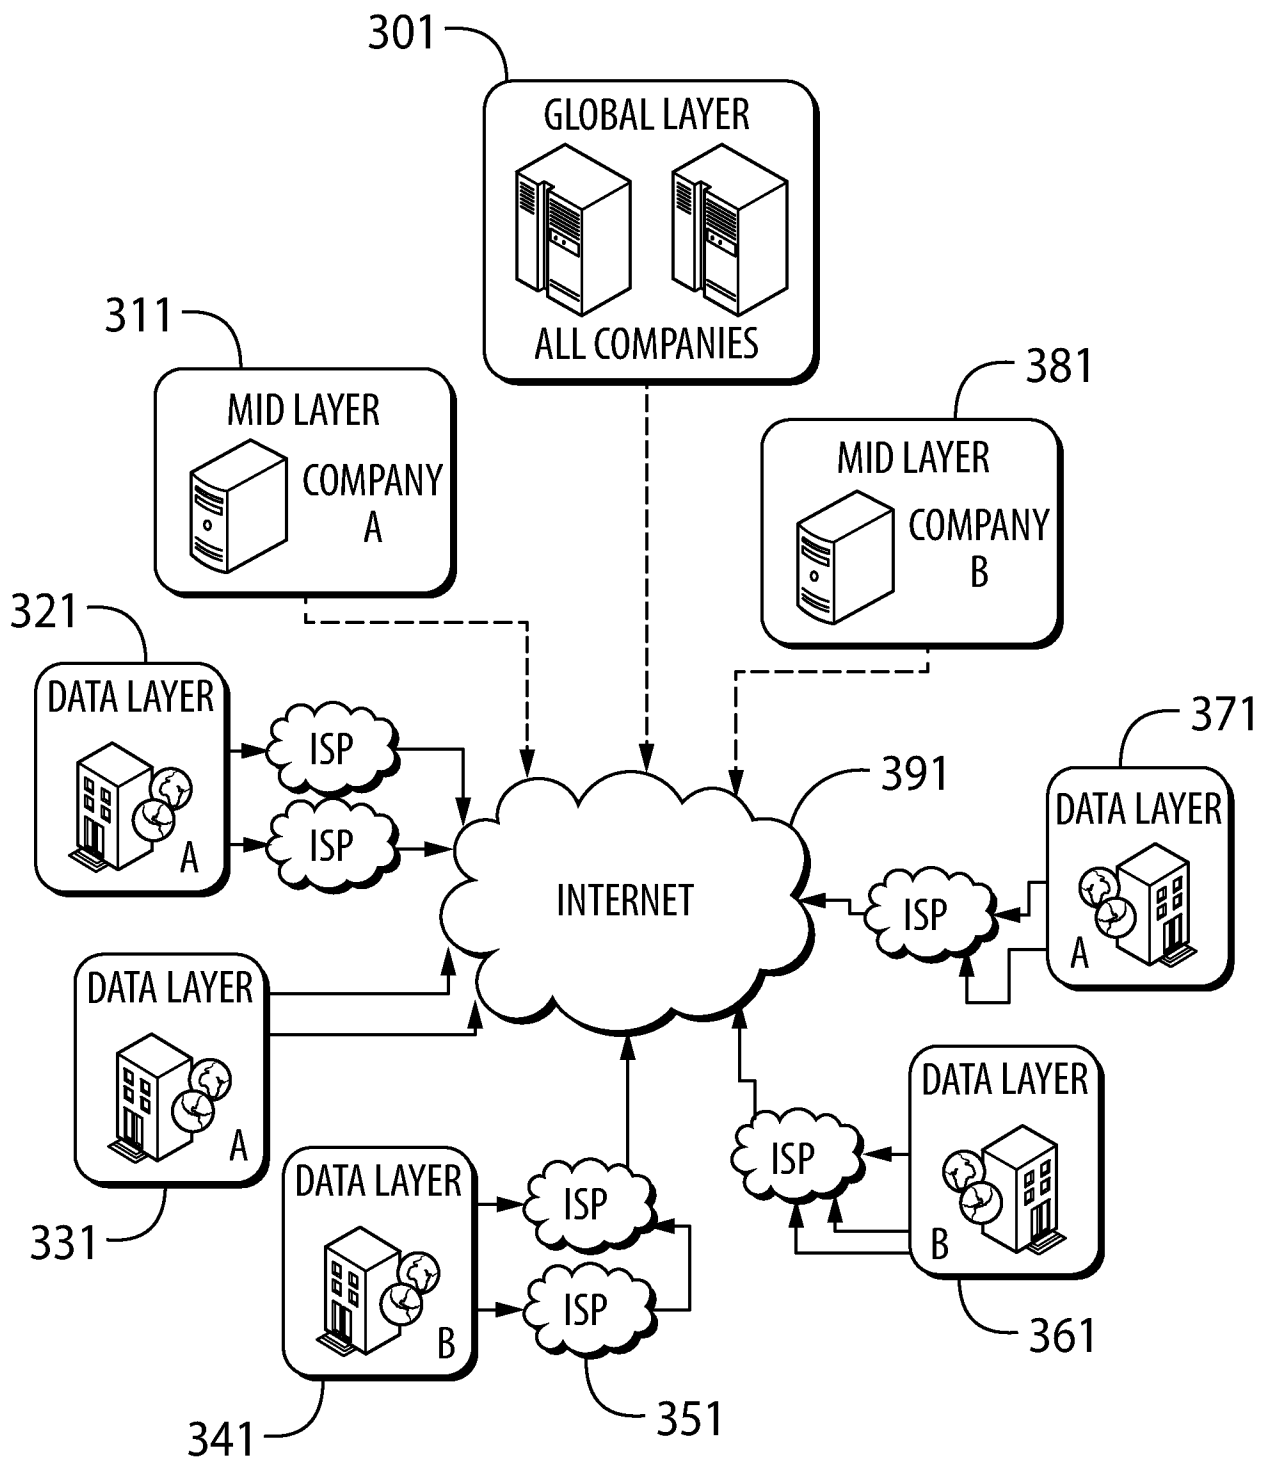 301
GLOBAL LAYER
ALL COMPANIES
311
MID LAYER
COMPANY
A
381
MID LAYER
COMPANY
B
321
DATA LAYER
A
ISP
ISP
391
INTERNET
371
DATA LAYER
A
ISP
DATA LAYER
A
331
DATA LAYER
B
ISP
361
DATA LAYER
B
341
ISP
ISP
351